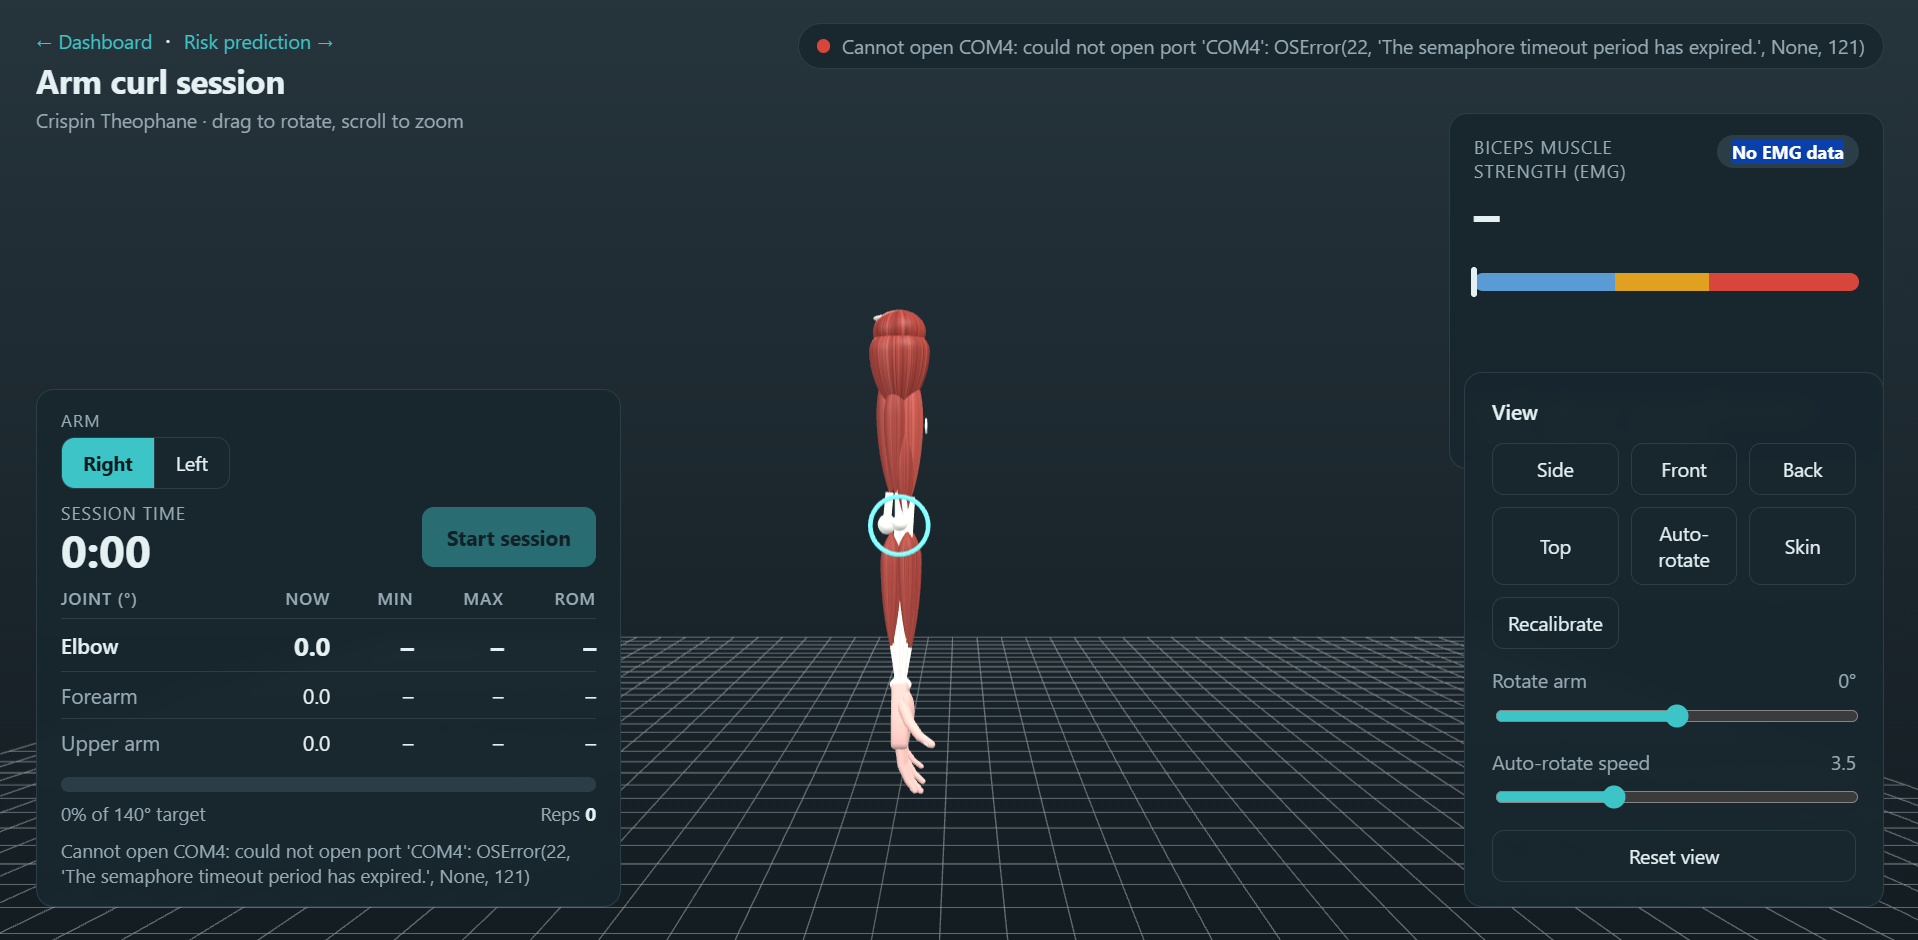 ← Dashboard · Risk prediction →
Cannot open COM4: could not open port 'COM4': OSError(22, 'The semaphore timeout period has expired.', None, 121)
Arm curl session
Crispin Theophane · drag to rotate, scroll to zoom
BICEPS MUSCLE
STRENGTH (EMG)
No EMG data
—
ARM
Right Left
SESSION TIME
0:00
Start session
JOINT (°) NOW MIN MAX ROM
Elbow 0.0 – – –
Forearm 0.0 – – –
Upper arm 0.0 – – –
0% of 140° target Reps 0
Cannot open COM4: could not open port 'COM4': OSError(22,
'The semaphore timeout period has expired.', None, 121)
View
Side Front Back
Top
Auto-
rotate
Skin
Recalibrate
Rotate arm 0°
Auto-rotate speed 3.5
Reset view